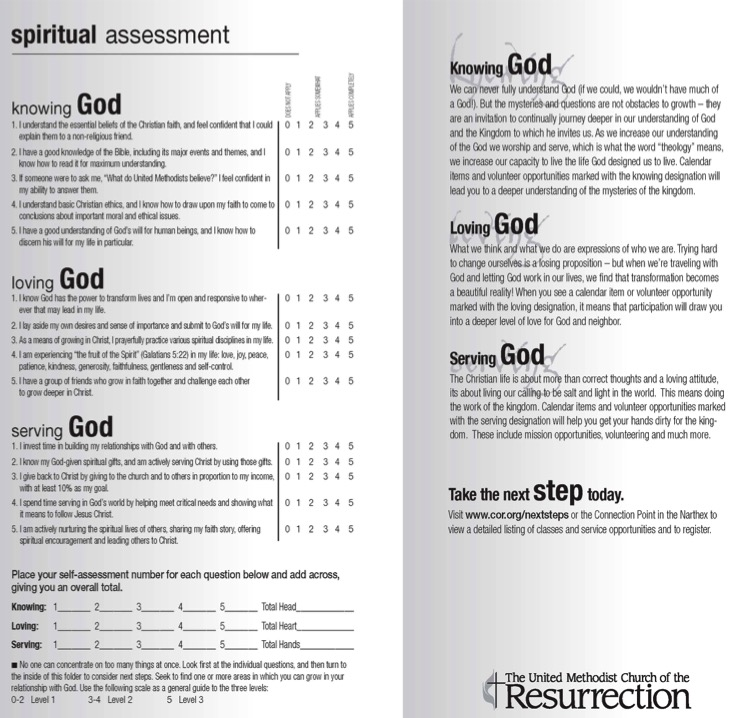 spiritual assessment
DOES NOT APPLY
APPLIES SOMEWHAT
APPLIES COMPLETELY
knowing God
1. I understand the essential beliefs of the Christian faith, and feel confident that I could 0 1 2 3 4 5
explain them to a non-religious friend.
2. I have a good knowledge of the Bible, including its major events and themes, and I 0 1 2 3 4 5
know how to read it for maximum understanding.
3. If someone were to ask me, "What do United Methodists believe?" I feel confident in 0 1 2 3 4 5
my ability to answer them.
4. I understand basic Christian ethics, and I know how to draw upon my faith to come to 0 1 2 3 4 5
conclusions about important moral and ethical issues.
5. I have a good understanding of God's will for human beings, and I know how to 0 1 2 3 4 5
discern his will for my life in particular.
loving God
1. I know God has the power to transform lives and I'm open and responsive to wher- 0 1 2 3 4 5
ever that may lead in my life.
2. I lay aside my own desires and sense of importance and submit to God's will for my life. 0 1 2 3 4 5
3. As a means of growing in Christ, I prayerfully practice various spiritual disciplines in my life. 0 1 2 3 4 5
4. I am experiencing "the fruit of the Spirit" (Galatians 5:22) in my life: love, joy, peace, 0 1 2 3 4 5
patience, kindness, generosity, faithfulness, gentleness and self-control.
5. I have a group of friends who grow in faith together and challenge each other 0 1 2 3 4 5
to grow deeper in Christ.
serving God
1. I invest time in building my relationships with God and with others. 0 1 2 3 4 5
2. I know my God-given spiritual gifts, and am actively serving Christ by using those gifts. 0 1 2 3 4 5
3. I give back to Christ by giving to the church and to others in proportion to my income, 0 1 2 3 4 5
with at least 10% as my goal.
4. I spend time serving in God's world by helping meet critical needs and showing what 0 1 2 3 4 5
it means to follow Jesus Christ.
5. I am actively nurturing the spiritual lives of others, sharing my faith story, offering 0 1 2 3 4 5
spiritual encouragement and leading others to Christ.
Place your self-assessment number for each question below and add across,
giving you an overall total.
Knowing: 1______ 2______ 3______ 4______ 5______ Total Head___________
Loving: 1______ 2______ 3______ 4______ 5______ Total Heart___________
Serving: 1______ 2______ 3______ 4______ 5______ Total Hands___________
■ No one can concentrate on too many things at once. Look first at the individual questions, and then turn to
the inside of this folder to consider next steps. Seek to find one or more areas in which you can grow in your
relationship with God. Use the following scale as a general guide to the three levels:
0-2 Level 1 3-4 Level 2 5 Level 3
knowing
Knowing God
We can never fully understand God (if we could, we wouldn't have much of
a God!). But the mysteries and questions are not obstacles to growth – they
are an invitation to continually journey deeper in our understanding of God
and the Kingdom to which he invites us. As we increase our understanding
of the God we worship and serve, which is what the word "theology" means,
we increase our capacity to live the life God designed us to live. Calendar
items and volunteer opportunities marked with the knowing designation will
lead you to a deeper understanding of the mysteries of the kingdom.
loving
Loving God
What we think and what we do are expressions of who we are. Trying hard
to change ourselves is a losing proposition – but when we're traveling with
God and letting God work in our lives, we find that transformation becomes
a beautiful reality! When you see a calendar item or volunteer opportunity
marked with the loving designation, it means that participation will draw you
into a deeper level of love for God and neighbor.
serving
Serving God
The Christian life is about more than correct thoughts and a loving attitude,
its about living our calling to be salt and light in the world. This means doing
the work of the kingdom. Calendar items and volunteer opportunities marked
with the serving designation will help you get your hands dirty for the king-
dom. These include mission opportunities, volunteering and much more.
Take the next step today.
Visit www.cor.org/nextsteps or the Connection Point in the Narthex to
view a detailed listing of classes and service opportunities and to register.
The United Methodist Church of the
Resurrection